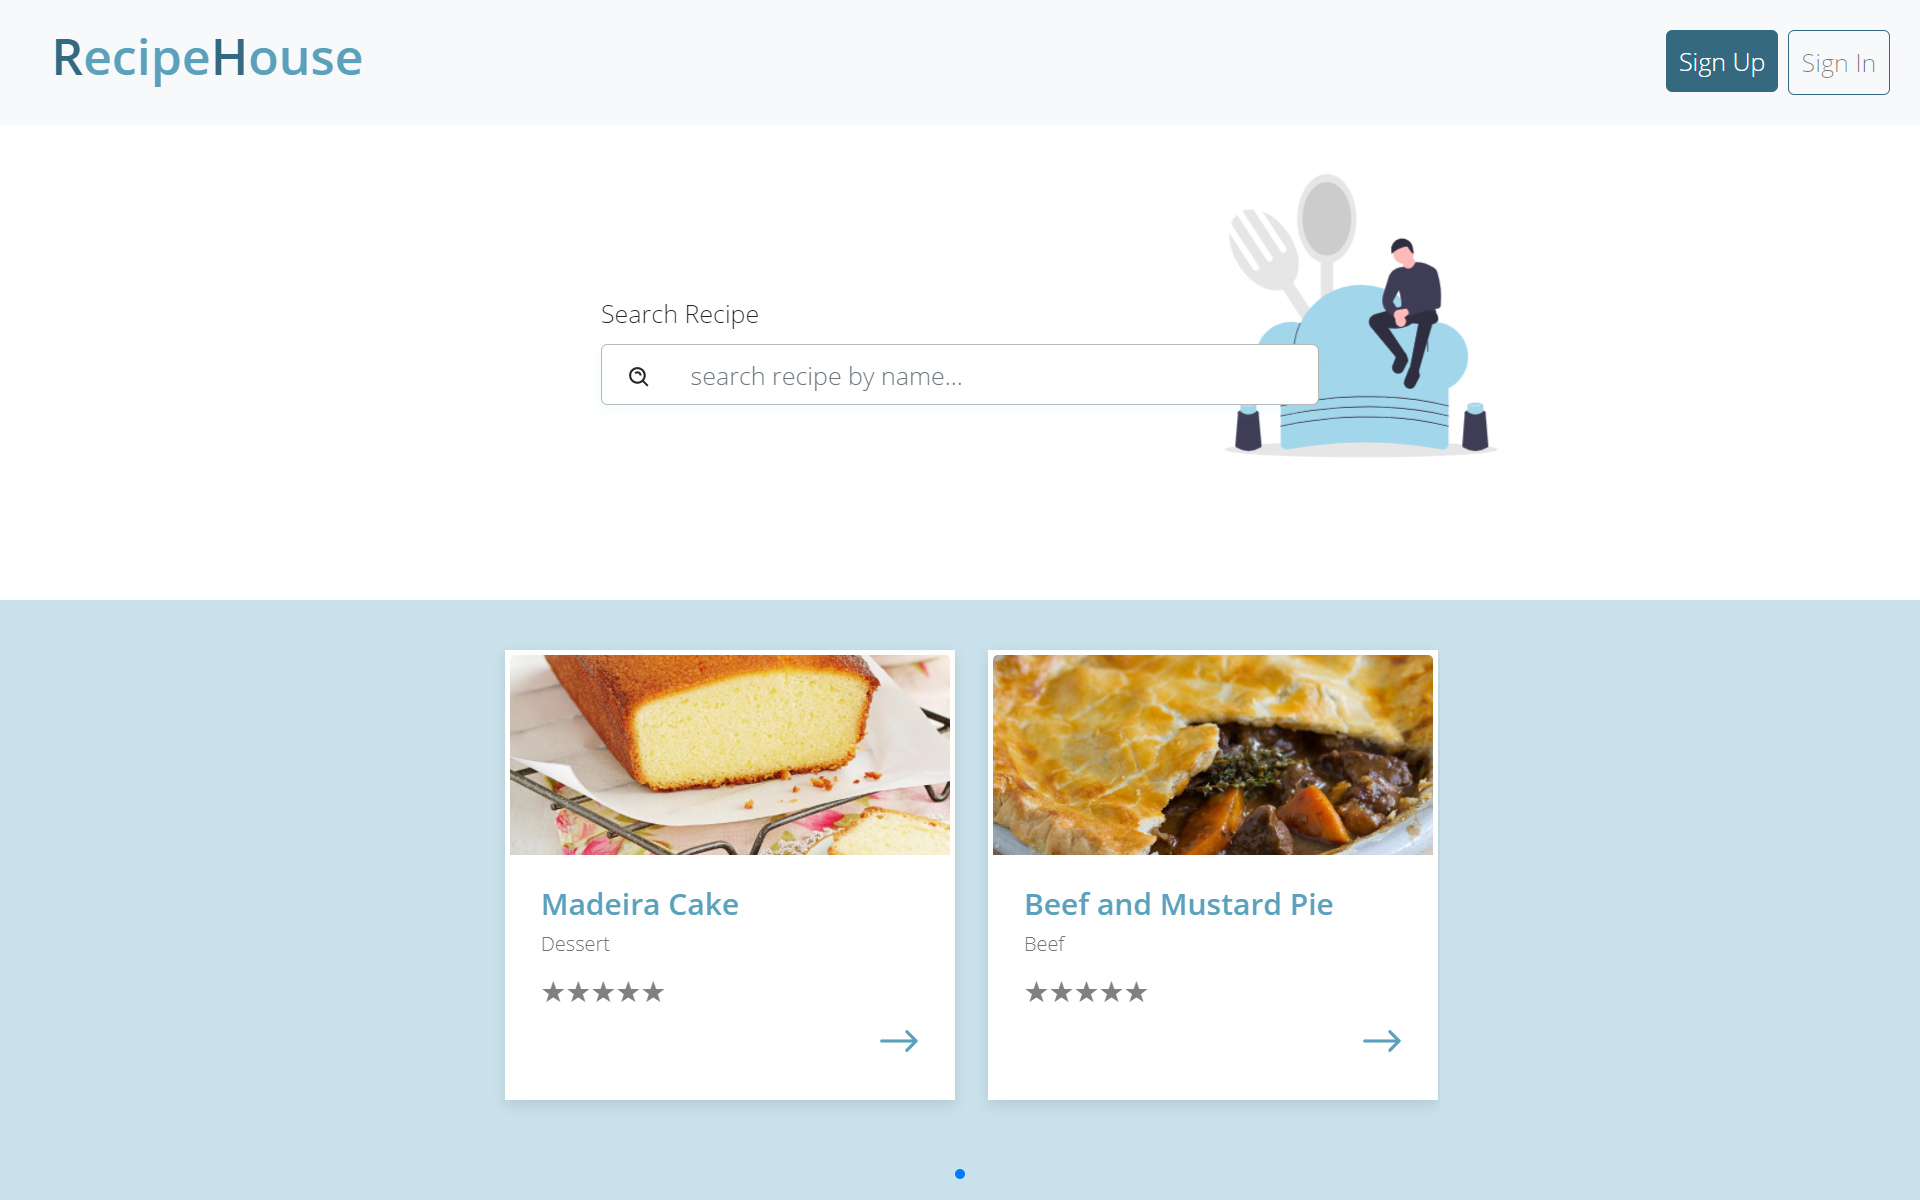 RecipeHouse
Sign Up
Sign In
Search Recipe
search recipe by name...
Madeira Cake
Dessert
Beef and Mustard Pie
Beef